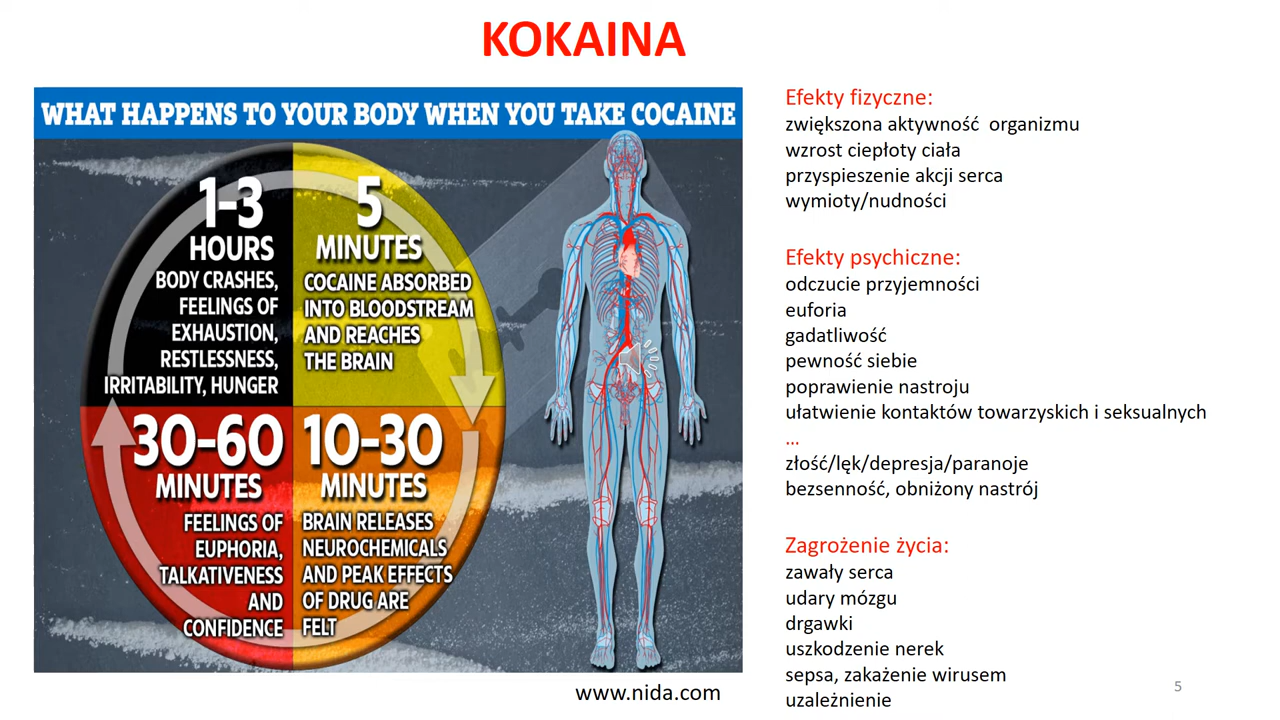 KOKAINA
WHAT HAPPENS TO YOUR BODY WHEN YOU TAKE COCAINE
1-3
HOURS
BODY CRASHES,
FEELINGS OF
EXHAUSTION,
RESTLESSNESS,
IRRITABILITY, HUNGER
5
MINUTES
COCAINE ABSORBED
INTO BLOODSTREAM
AND REACHES
THE BRAIN
30-60
MINUTES
FEELINGS OF
EUPHORIA,
TALKATIVENESS
AND
CONFIDENCE
10-30
MINUTES
BRAIN RELEASES
NEUROCHEMICALS
AND PEAK EFFECTS
OF DRUG ARE
FELT
www.nida.com
Efekty fizyczne:
zwiększona aktywność organizmu
wzrost ciepłoty ciała
przyspieszenie akcji serca
wymioty/nudności
Efekty psychiczne:
odczucie przyjemności
euforia
gadatliwość
pewność siebie
poprawienie nastroju
ułatwienie kontaktów towarzyskich i seksualnych
…
złość/lęk/depresja/paranoje
bezsenność, obniżony nastrój
Zagrożenie życia:
zawały serca
udary mózgu
drgawki
uszkodzenie nerek
sepsa, zakażenie wirusem
uzależnienie
5